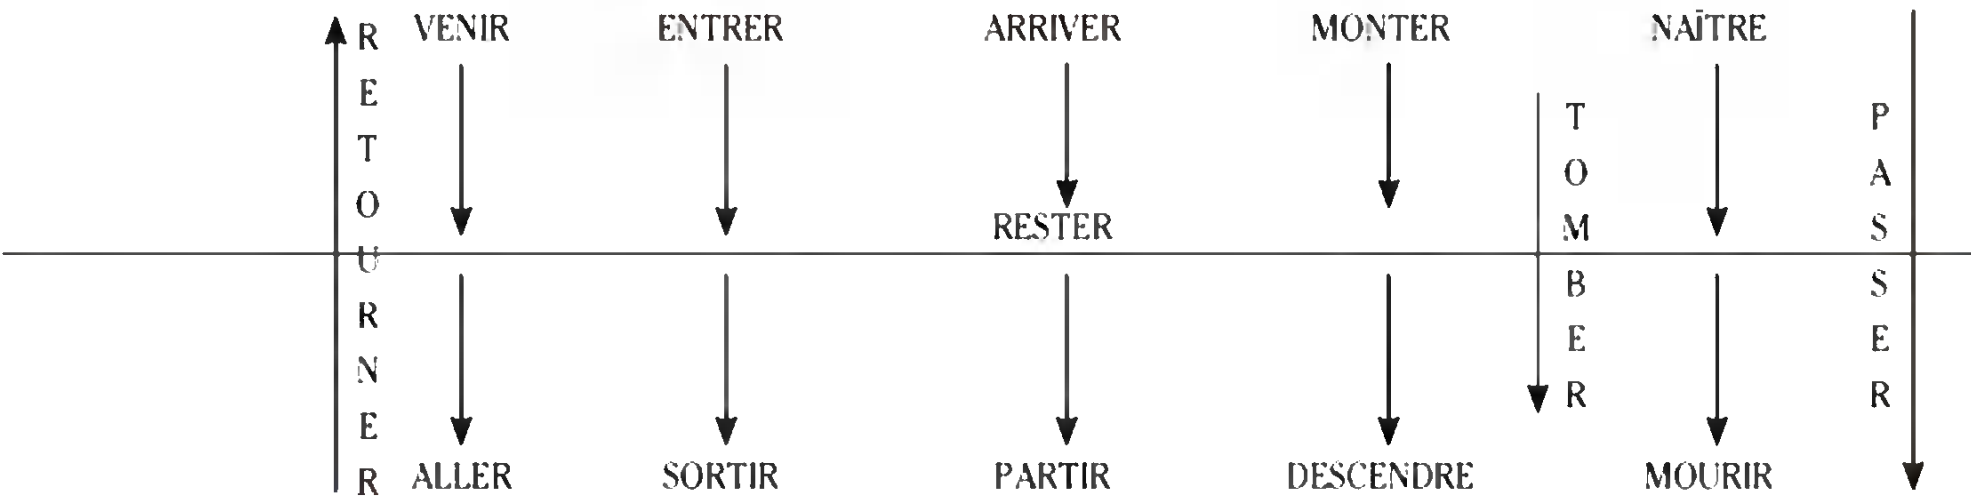 VENIR ENTRER ARRIVER MONTER NAÎTRE
RETOURNER
TOMBER
PASSER
RESTER
ALLER SORTIR PARTIR DESCENDRE MOURIR